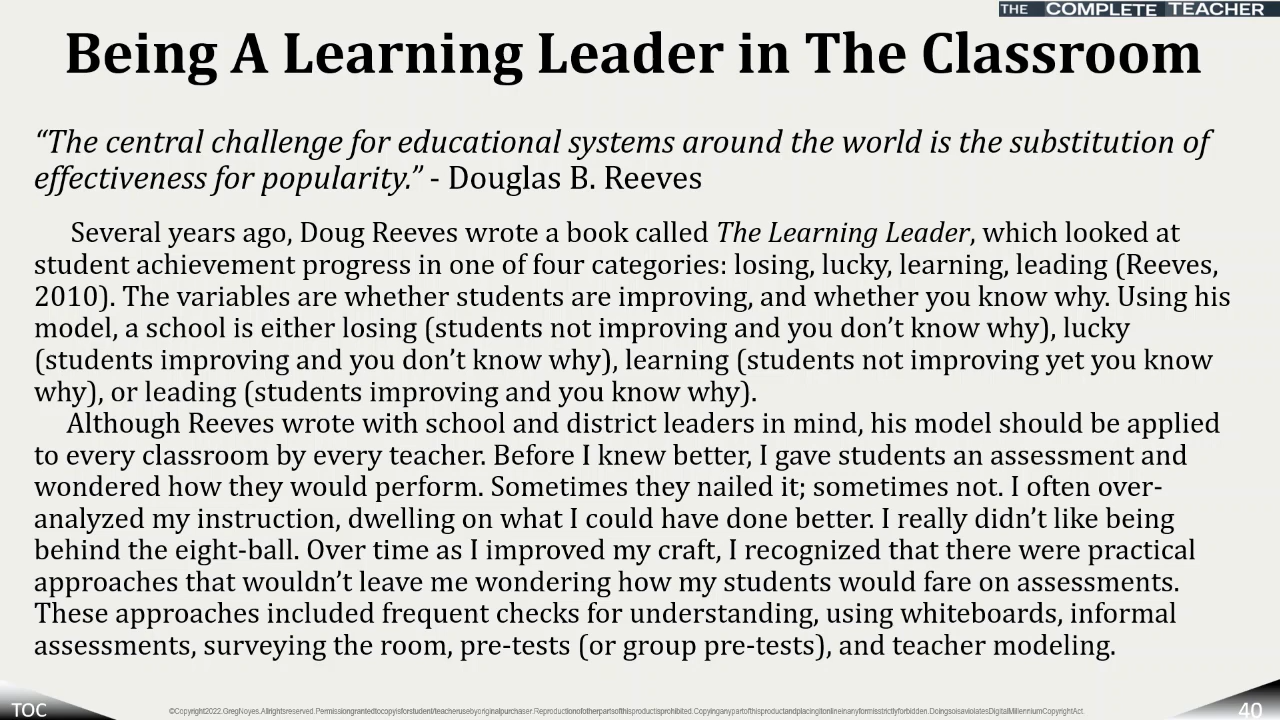 THE COMPLETE TEACHER
Being A Learning Leader in The Classroom
“The central challenge for educational systems around the world is the substitution of
effectiveness for popularity.” - Douglas B. Reeves
Several years ago, Doug Reeves wrote a book called The Learning Leader, which looked at
student achievement progress in one of four categories: losing, lucky, learning, leading (Reeves,
2010). The variables are whether students are improving, and whether you know why. Using his
model, a school is either losing (students not improving and you don’t know why), lucky
(students improving and you don’t know why), learning (students not improving yet you know
why), or leading (students improving and you know why).
Although Reeves wrote with school and district leaders in mind, his model should be applied
to every classroom by every teacher. Before I knew better, I gave students an assessment and
wondered how they would perform. Sometimes they nailed it; sometimes not. I often over-
analyzed my instruction, dwelling on what I could have done better. I really didn’t like being
behind the eight-ball. Over time as I improved my craft, I recognized that there were practical
approaches that wouldn’t leave me wondering how my students would fare on assessments.
These approaches included frequent checks for understanding, using whiteboards, informal
assessments, surveying the room, pre-tests (or group pre-tests), and teacher modeling.
TOC
©Copyright2022.GregNoyes.Allrightsreserved.Permissiongrantedtocopyisforstudent/teacherusebyoriginalpurchaser.Reproductionofotherpartsofthisproductisprohibited.Copyinganypartofthisproductandplacingitonlineinanyformisstrictlyforbidden.DoingsoisaviolatesDigitalMillenniumCopyrightAct.
40